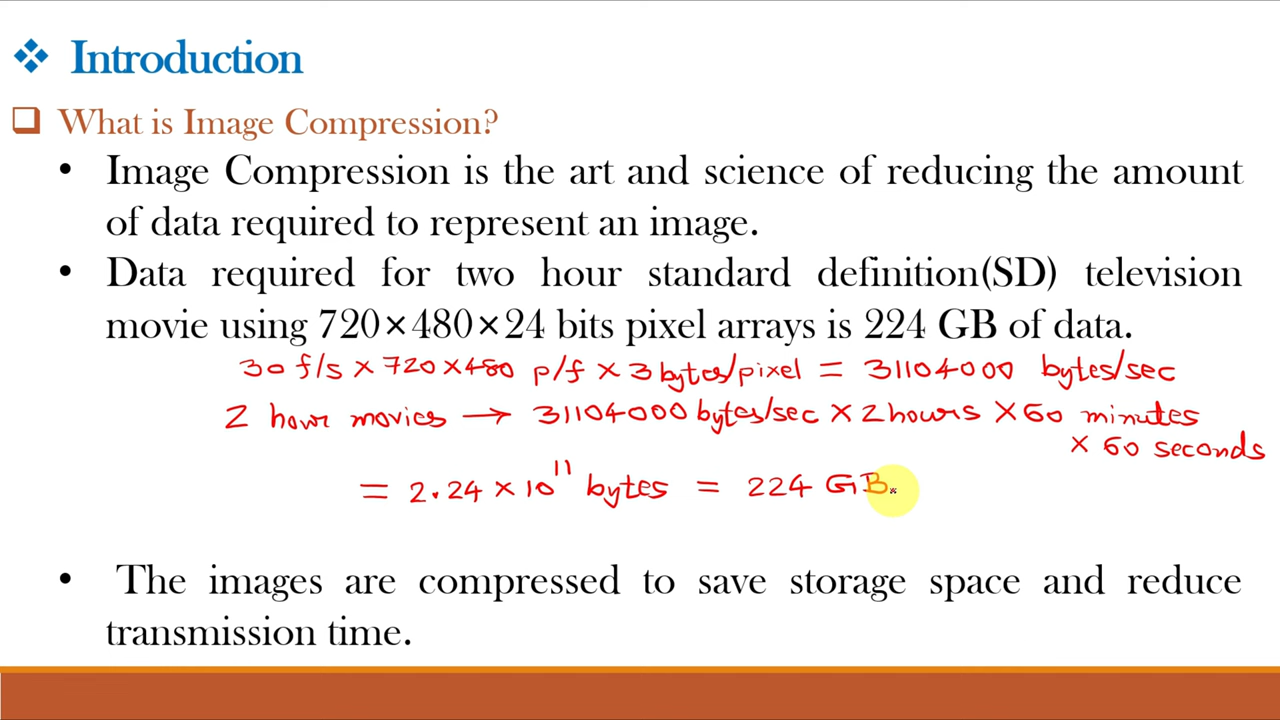 Introduction
What is Image Compression?
• Image Compression is the art and science of reducing the amount
of data required to represent an image.
• Data required for two hour standard definition(SD) television
movie using 720×480×24 bits pixel arrays is 224 GB of data.
30 f/s × 720 × 480 p/f × 3 bytes/pixel = 31104000 bytes/sec
2 hour movies → 31104000 bytes/sec × 2 hours × 60 minutes
× 60 seconds
= 2.24 × 10¹¹ bytes = 224 GB.
• The images are compressed to save storage space and reduce
transmission time.